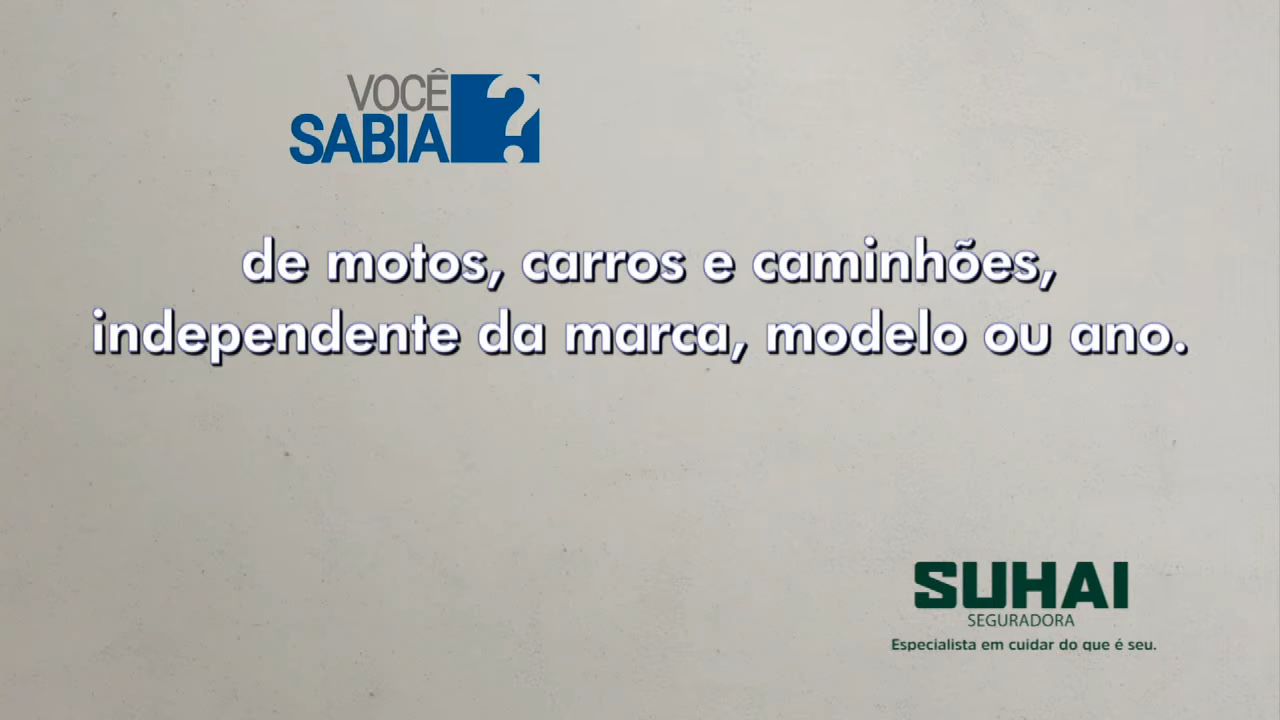 VOCÊ
SABIA ?
de motos, carros e caminhões,
independente da marca, modelo ou ano.
SUHAI
SEGURADORA
Especialista em cuidar do que é seu.